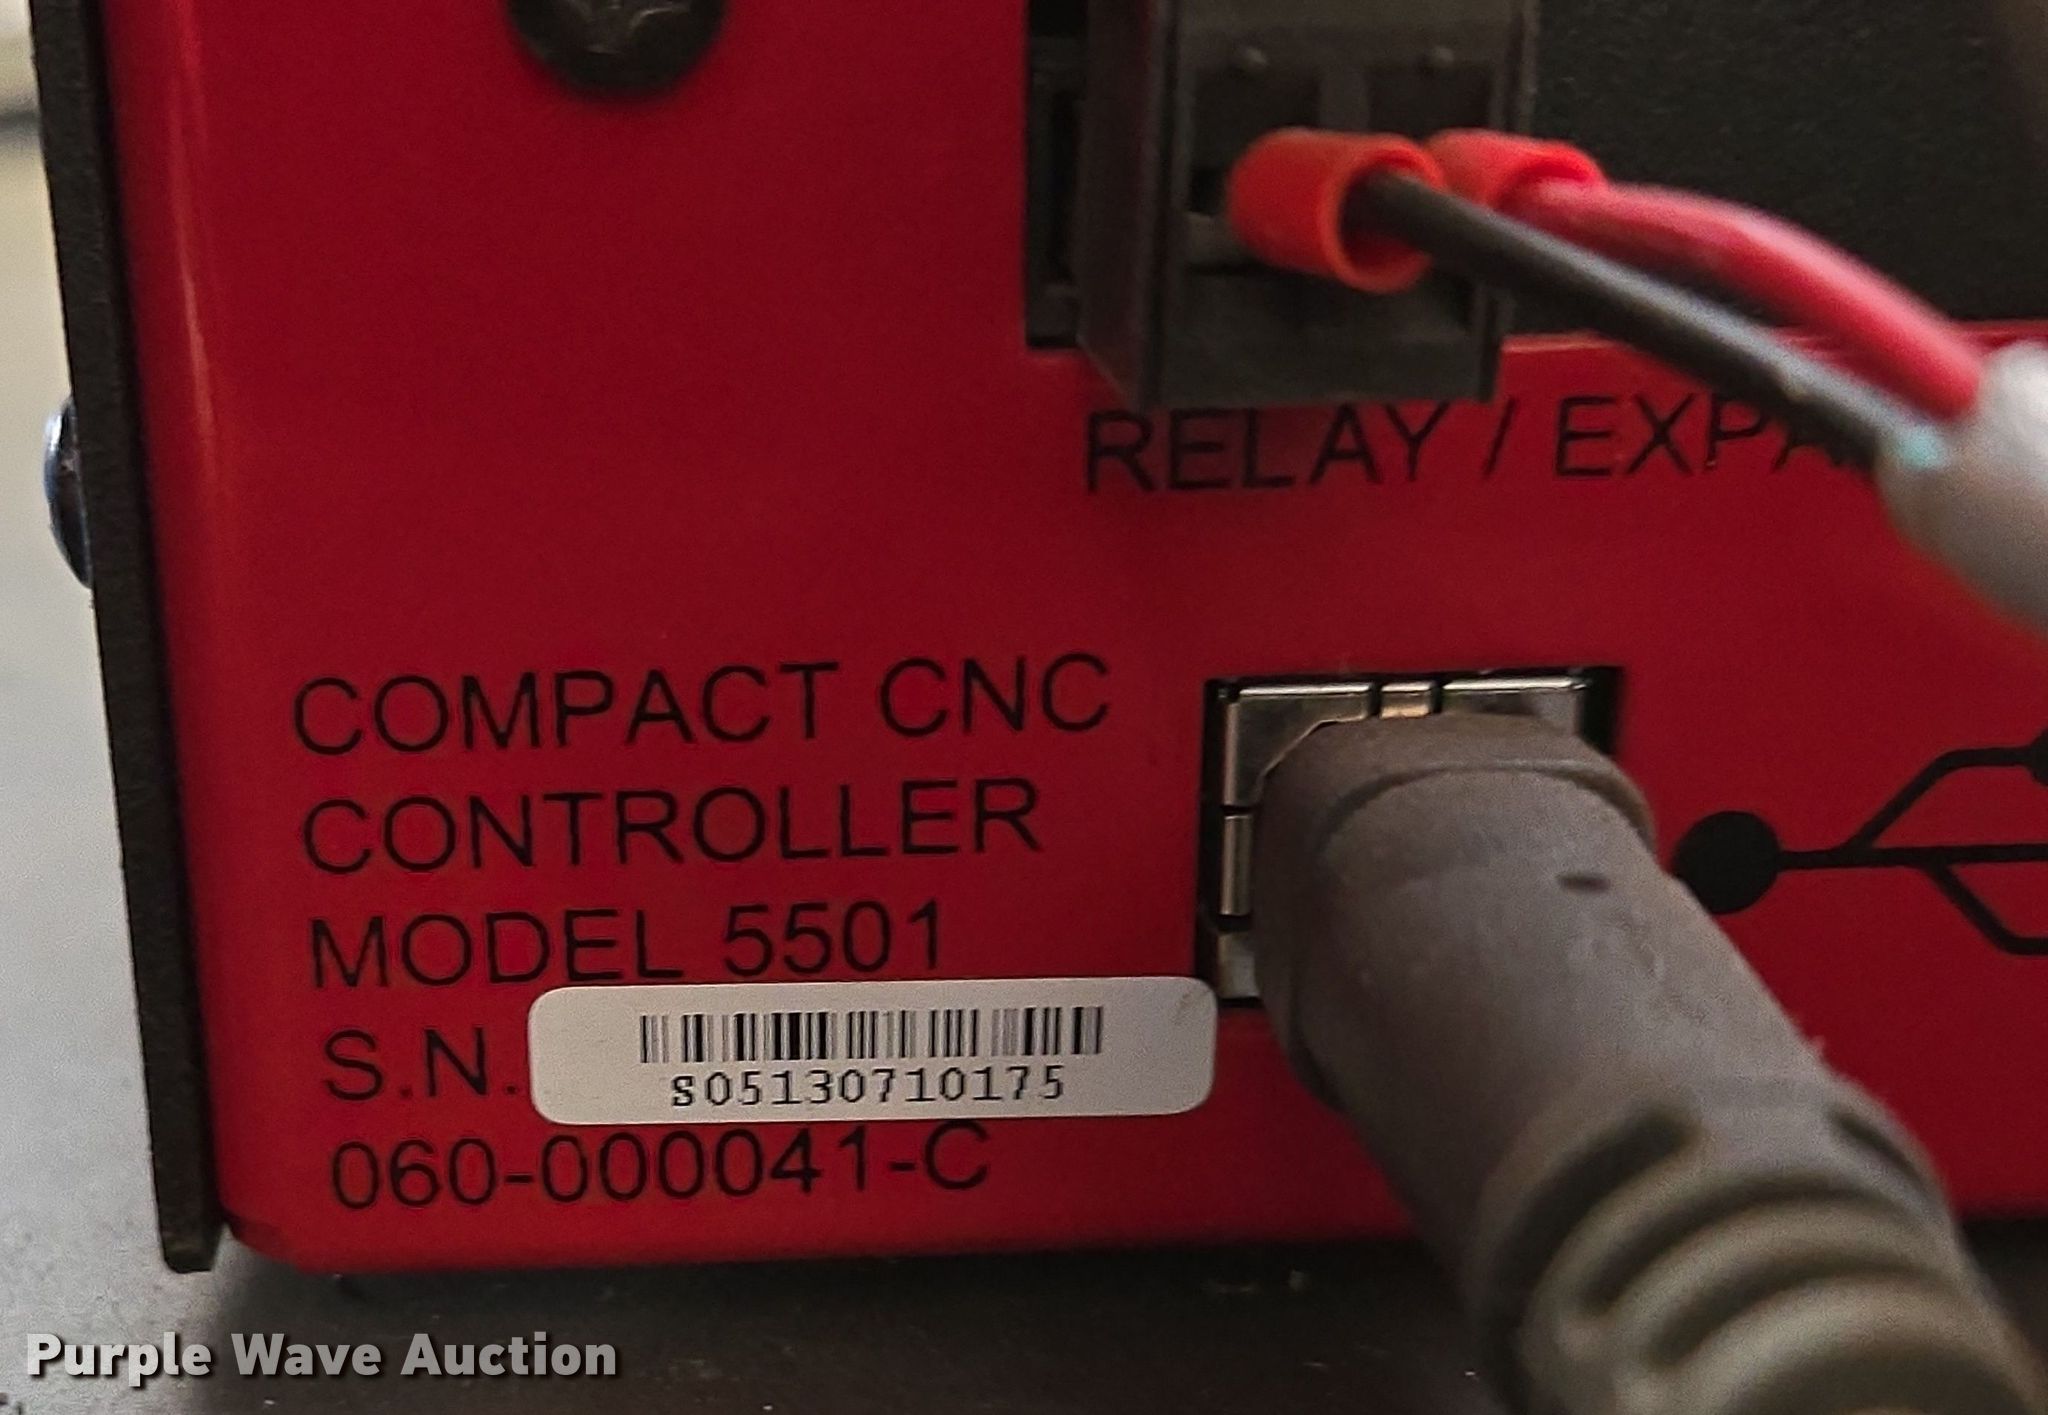 RELAY / EXPA
COMPACT CNC
CONTROLLER
MODEL 5501
S.N.
S05130710175
060-000041-C
Purple Wave Auction